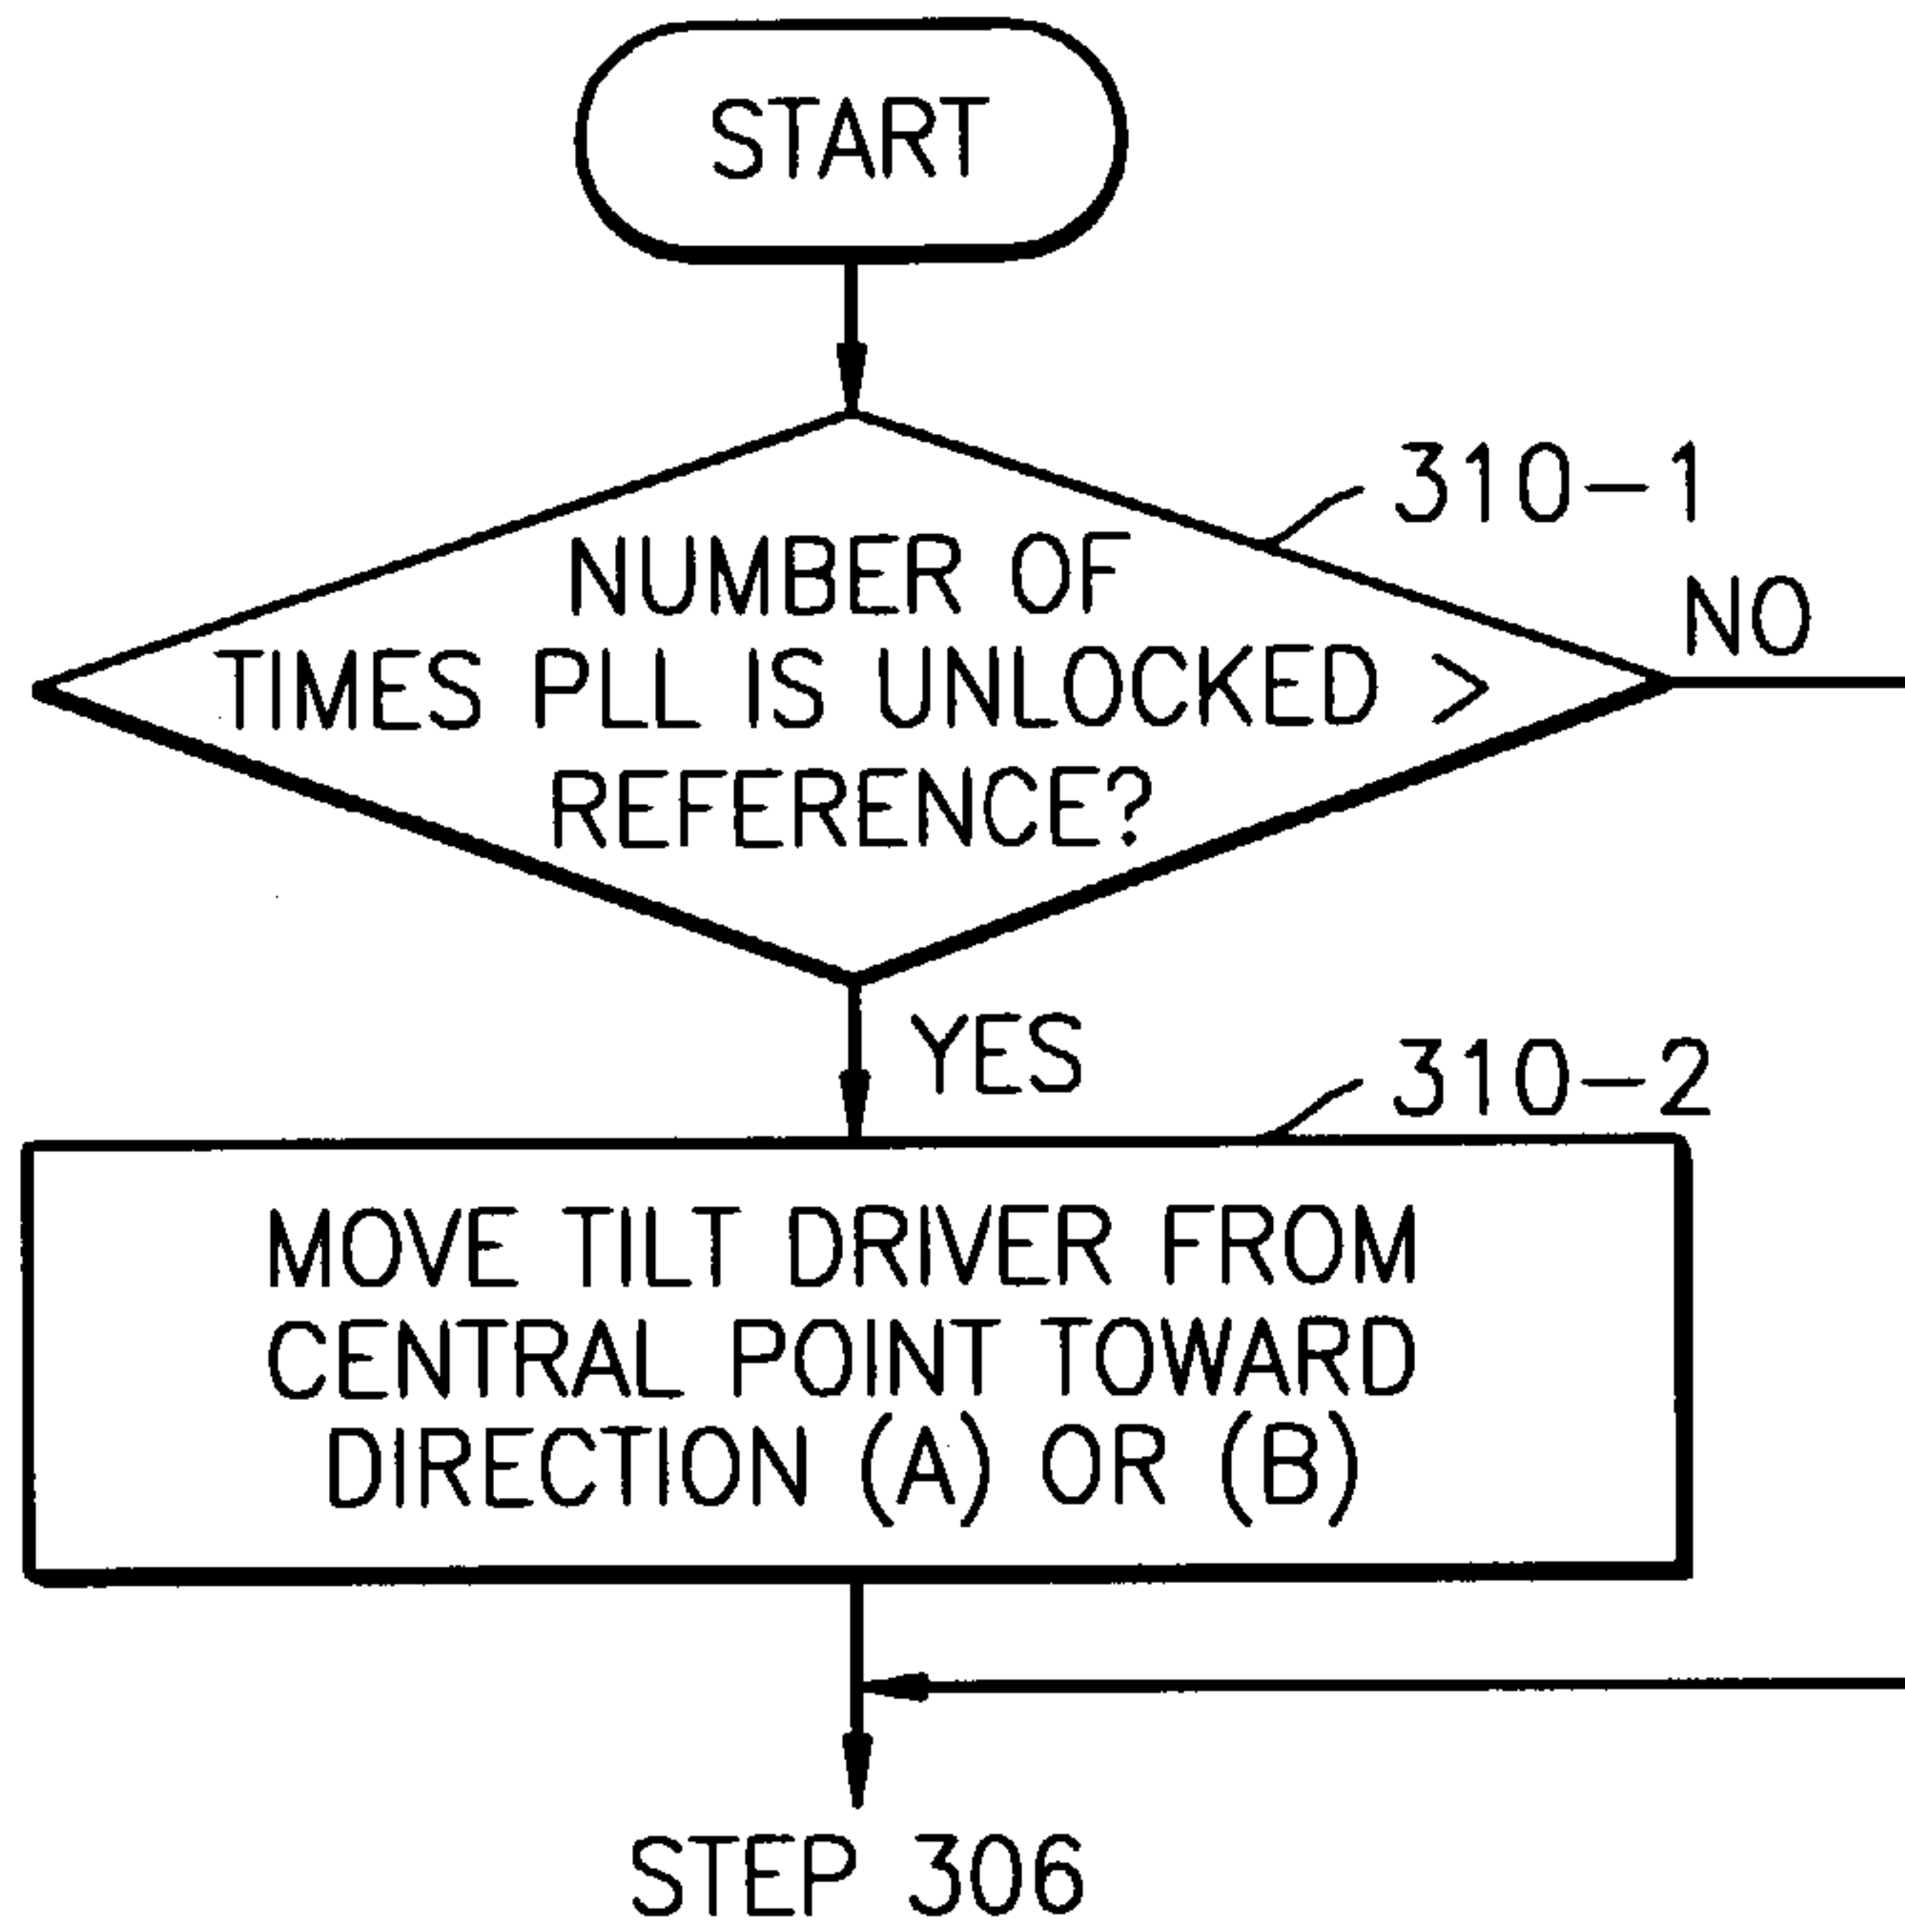 START
310-1
NUMBER OF
TIMES PLL IS UNLOCKED >
REFERENCE?
NO
YES
310-2
MOVE TILT DRIVER FROM
CENTRAL POINT TOWARD
DIRECTION (A) OR (B)
STEP 306